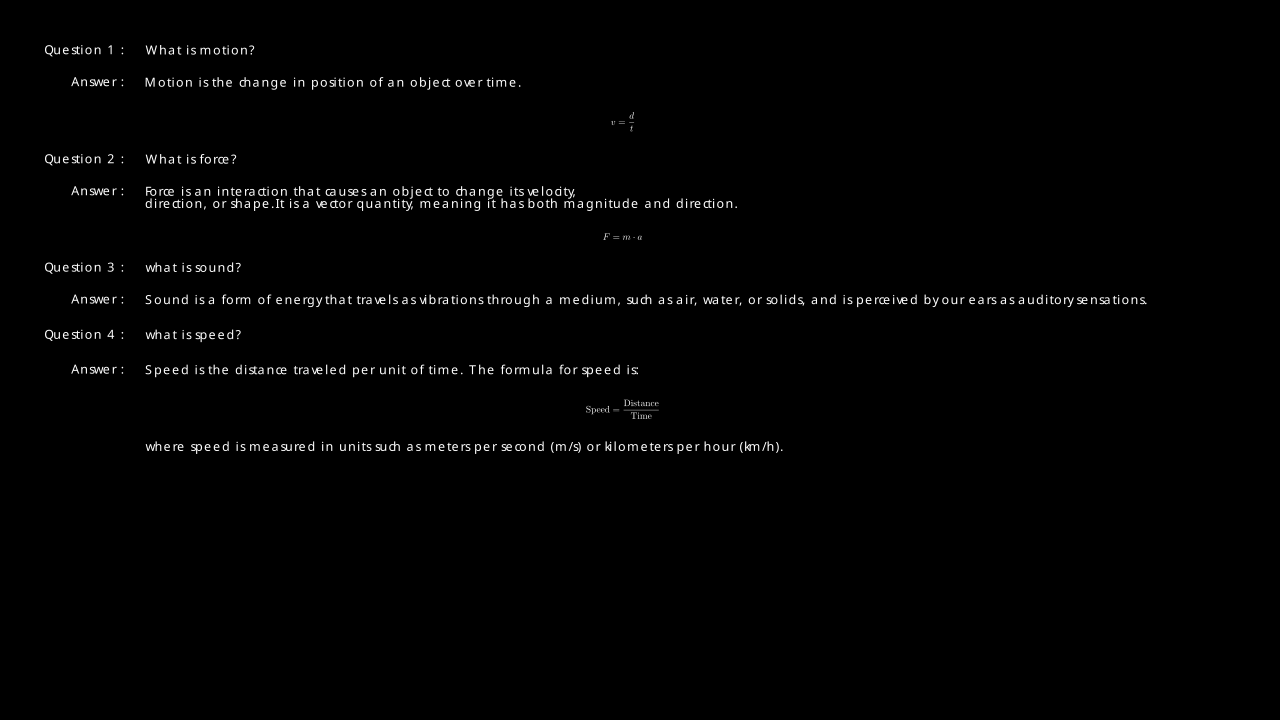 Question 1 : What is motion?
Answer : Motion is the change in position of an object over time.
v = d/t
Question 2 : What is force?
Answer : Force is an interaction that causes an object to change its velocity,
direction, or shape.It is a vector quantity, meaning it has both magnitude and direction.
F = m · a
Question 3 : what is sound?
Answer : Sound is a form of energy that travels as vibrations through a medium, such as air, water, or solids, and is perceived by our ears as auditory sensations.
Question 4 : what is speed?
Answer : Speed is the distance traveled per unit of time. The formula for speed is:
Speed = Distance/Time
where speed is measured in units such as meters per second (m/s) or kilometers per hour (km/h).